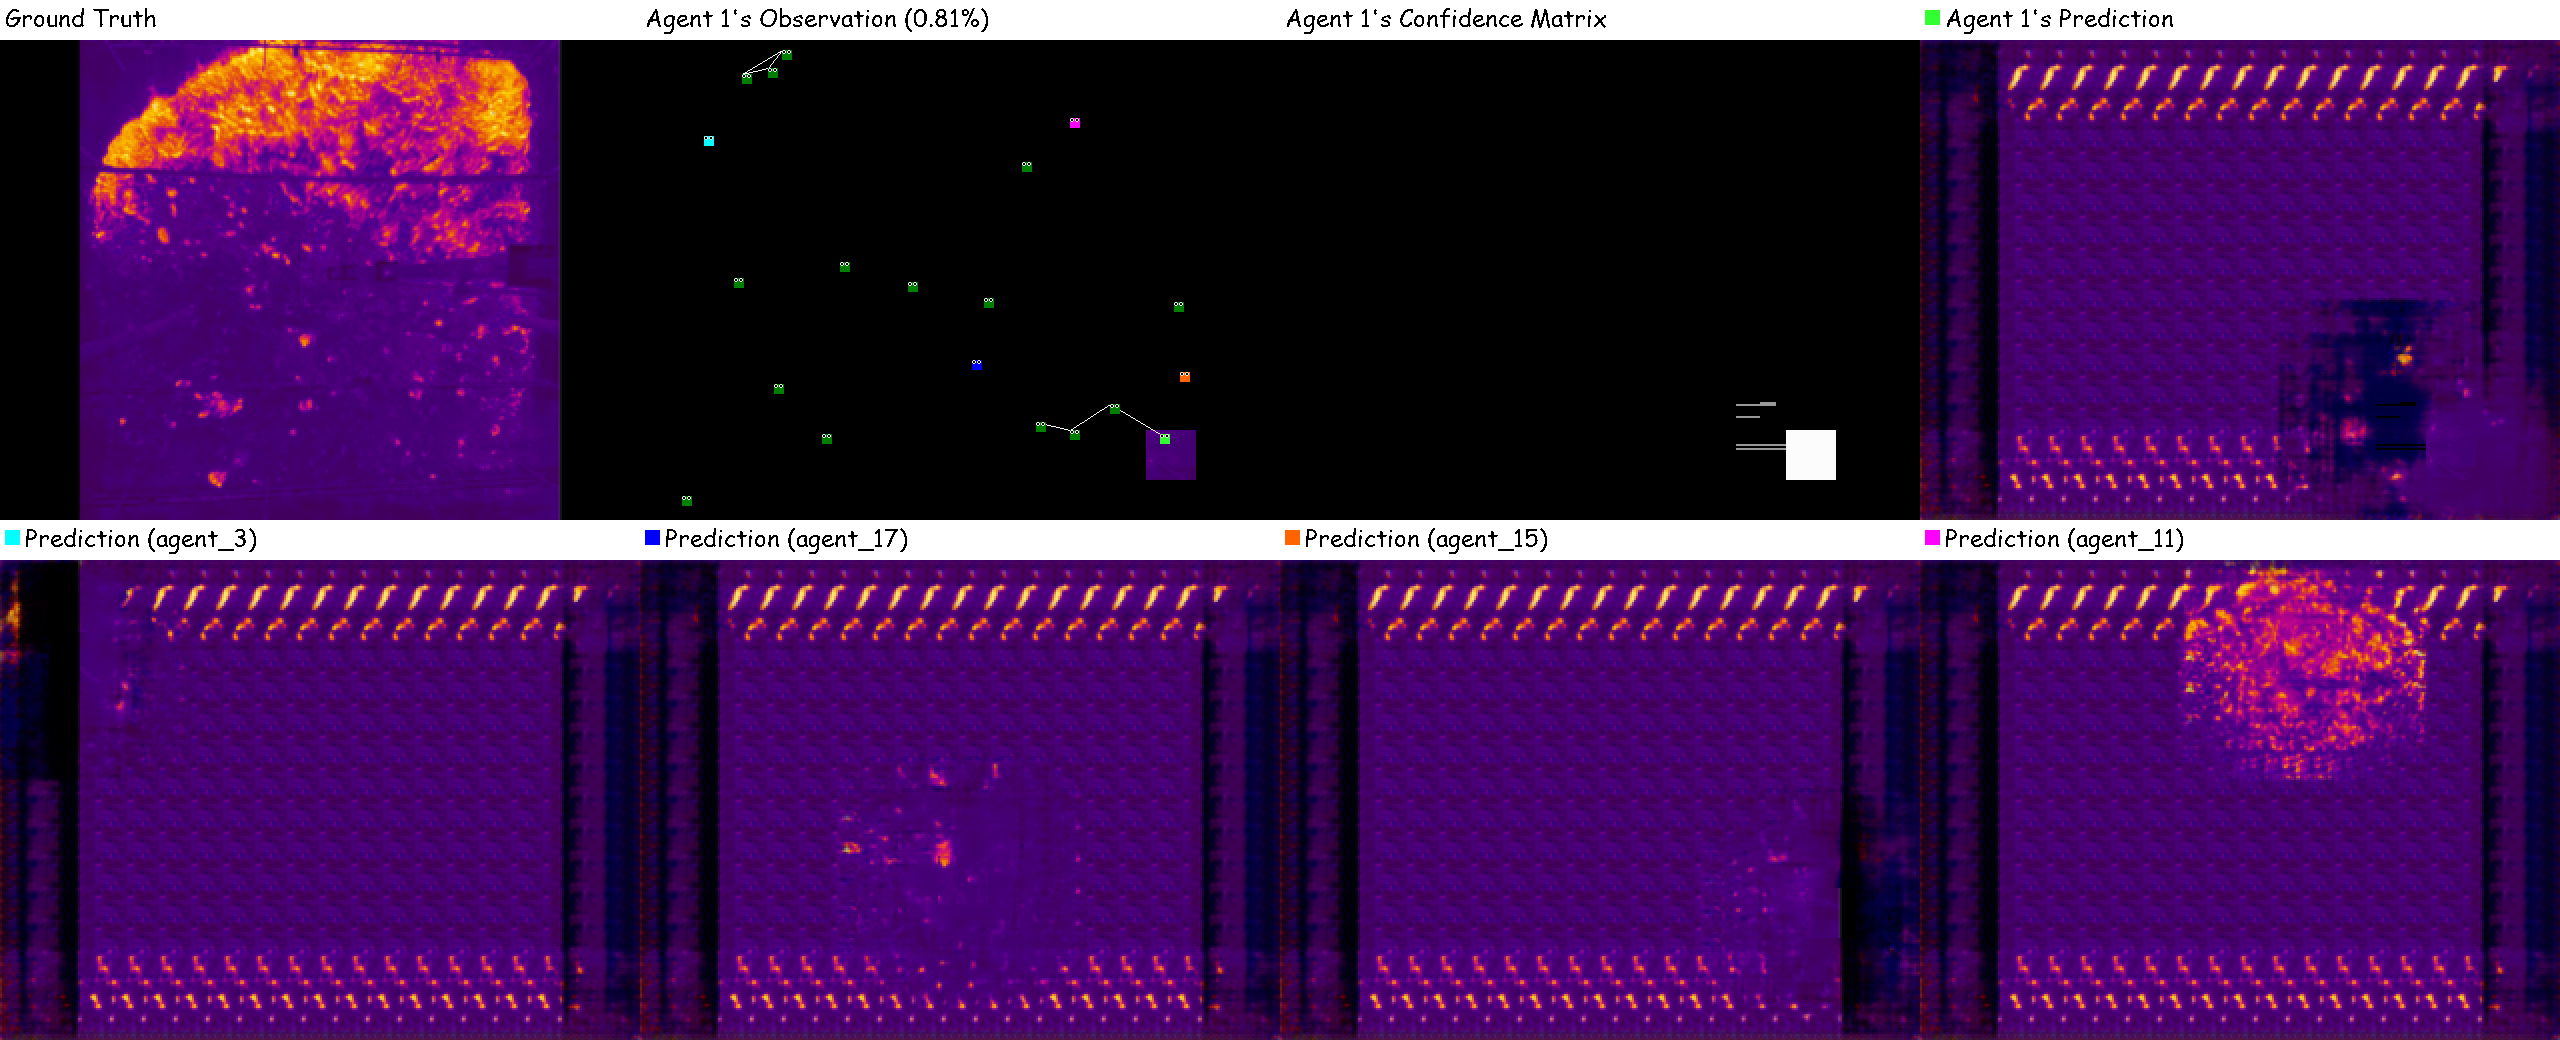 Ground Truth
Agent 1's Observation (0.81%)
Agent 1's Confidence Matrix
Agent 1's Prediction
Prediction (agent_3)
Prediction (agent_17)
Prediction (agent_15)
Prediction (agent_11)